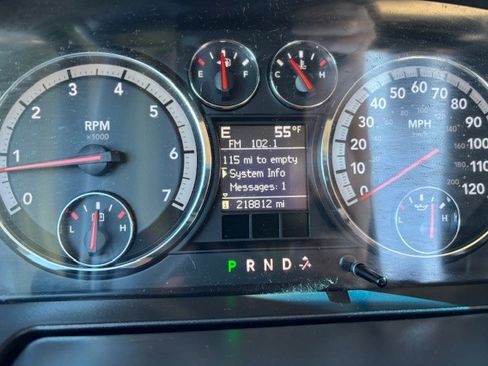 0 1 2 3 4 5 6 7
RPM
×1000
L H
E F
C H
E 55°F
FM 102.1
115 mi to empty
System Info
Messages: 1
218812 mi
P R N D
0 10 20 30 40 50 60 70 80 90 100 110 120
MPH
L H